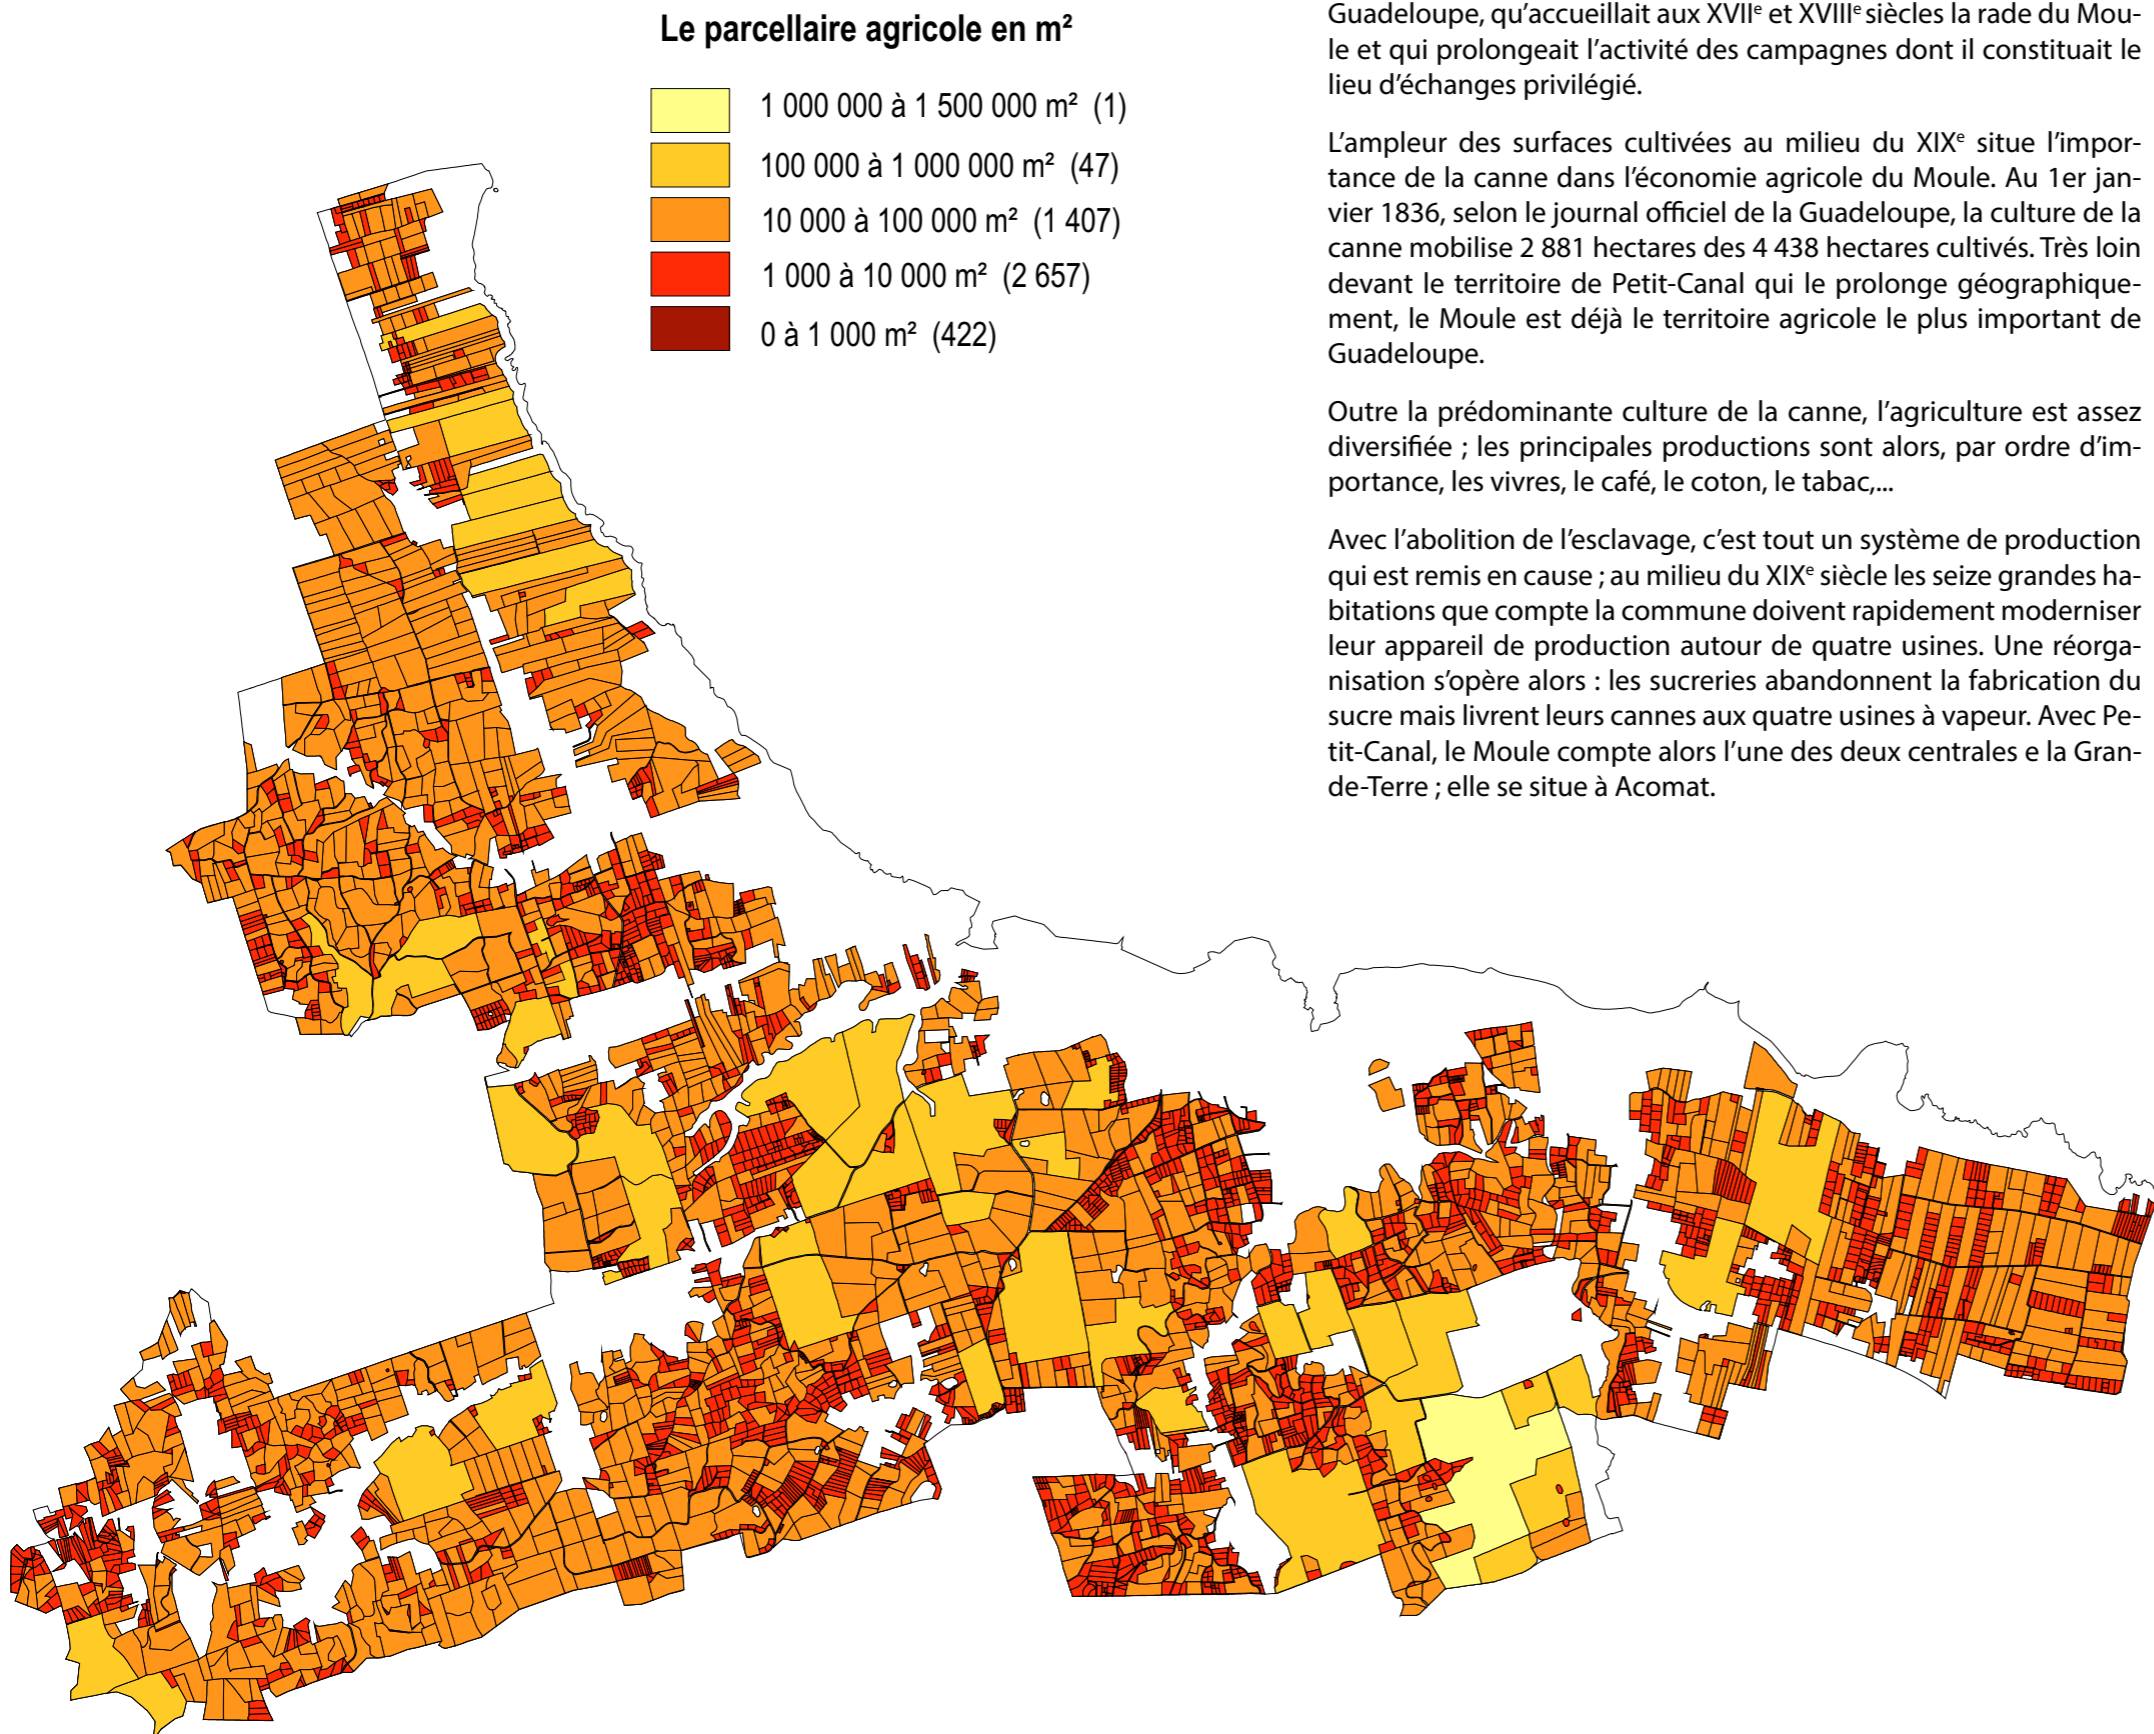 Le parcellaire agricole en m²
1 000 000 à 1 500 000 m² (1)
100 000 à 1 000 000 m² (47)
10 000 à 100 000 m² (1 407)
1 000 à 10 000 m² (2 657)
0 à 1 000 m² (422)
Guadeloupe, qu’accueillait aux XVIIe et XVIIIe siècles la rade du Mou-
le et qui prolongeait l’activité des campagnes dont il constituait le
lieu d’échanges privilégié.
L’ampleur des surfaces cultivées au milieu du XIXe situe l’impor-
tance de la canne dans l’économie agricole du Moule. Au 1er jan-
vier 1836, selon le journal officiel de la Guadeloupe, la culture de la
canne mobilise 2 881 hectares des 4 438 hectares cultivés. Très loin
devant le territoire de Petit-Canal qui le prolonge géographique-
ment, le Moule est déjà le territoire agricole le plus important de
Guadeloupe.
Outre la prédominante culture de la canne, l’agriculture est assez
diversifiée ; les principales productions sont alors, par ordre d’im-
portance, les vivres, le café, le coton, le tabac,...
Avec l’abolition de l’esclavage, c’est tout un système de production
qui est remis en cause ; au milieu du XIXe siècle les seize grandes ha-
bitations que compte la commune doivent rapidement moderniser
leur appareil de production autour de quatre usines. Une réorga-
nisation s’opère alors : les sucreries abandonnent la fabrication du
sucre mais livrent leurs cannes aux quatre usines à vapeur. Avec Pe-
tit-Canal, le Moule compte alors l’une des deux centrales e la Gran-
de-Terre ; elle se situe à Acomat.